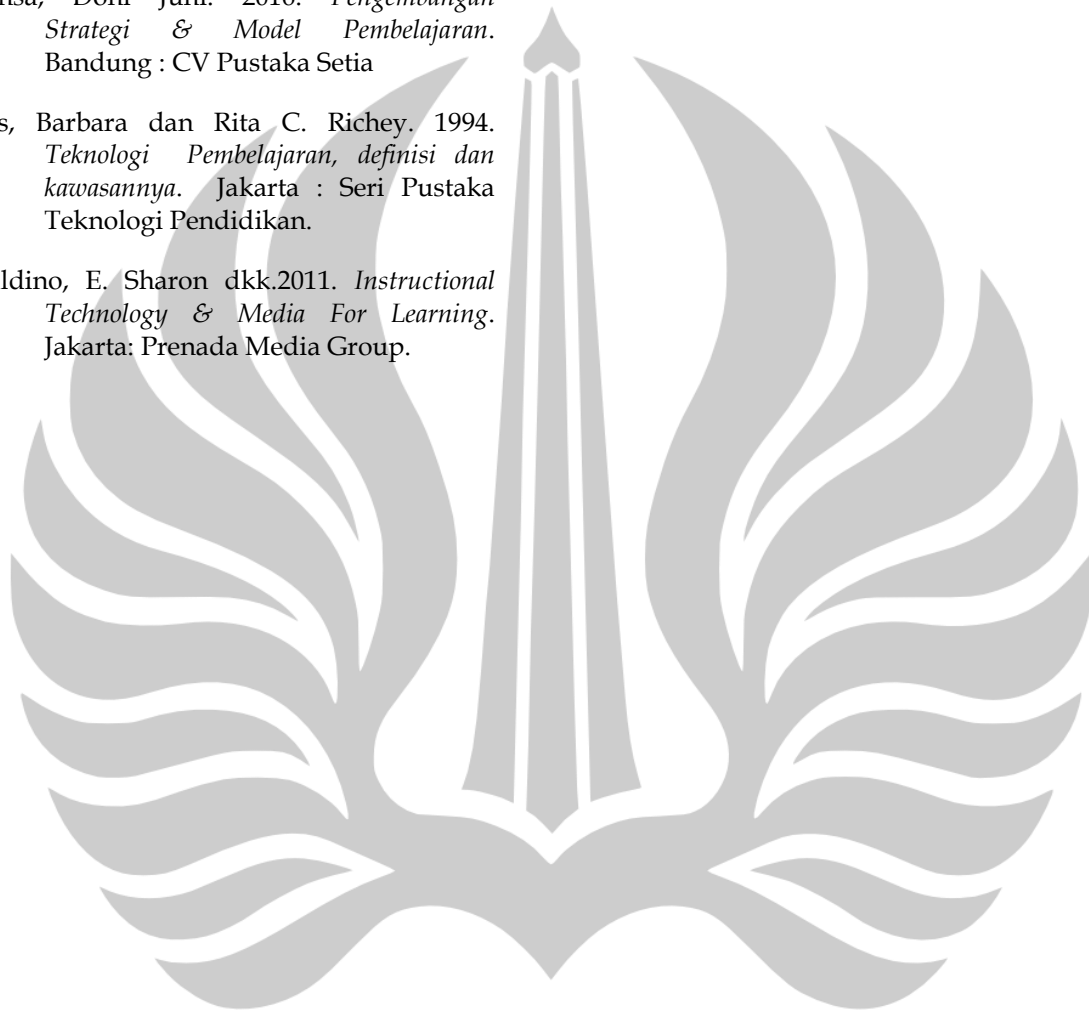 Doni Juni. 2016. Pengembangan
Strategi & Model Pembelajaran.
Bandung : CV Pustaka Setia
s, Barbara dan Rita C. Richey. 1994.
Teknologi Pembelajaran, definisi dan
kawasannya. Jakarta : Seri Pustaka
Teknologi Pendidikan.
ldino, E. Sharon dkk.2011. Instructional
Technology & Media For Learning.
Jakarta: Prenada Media Group.